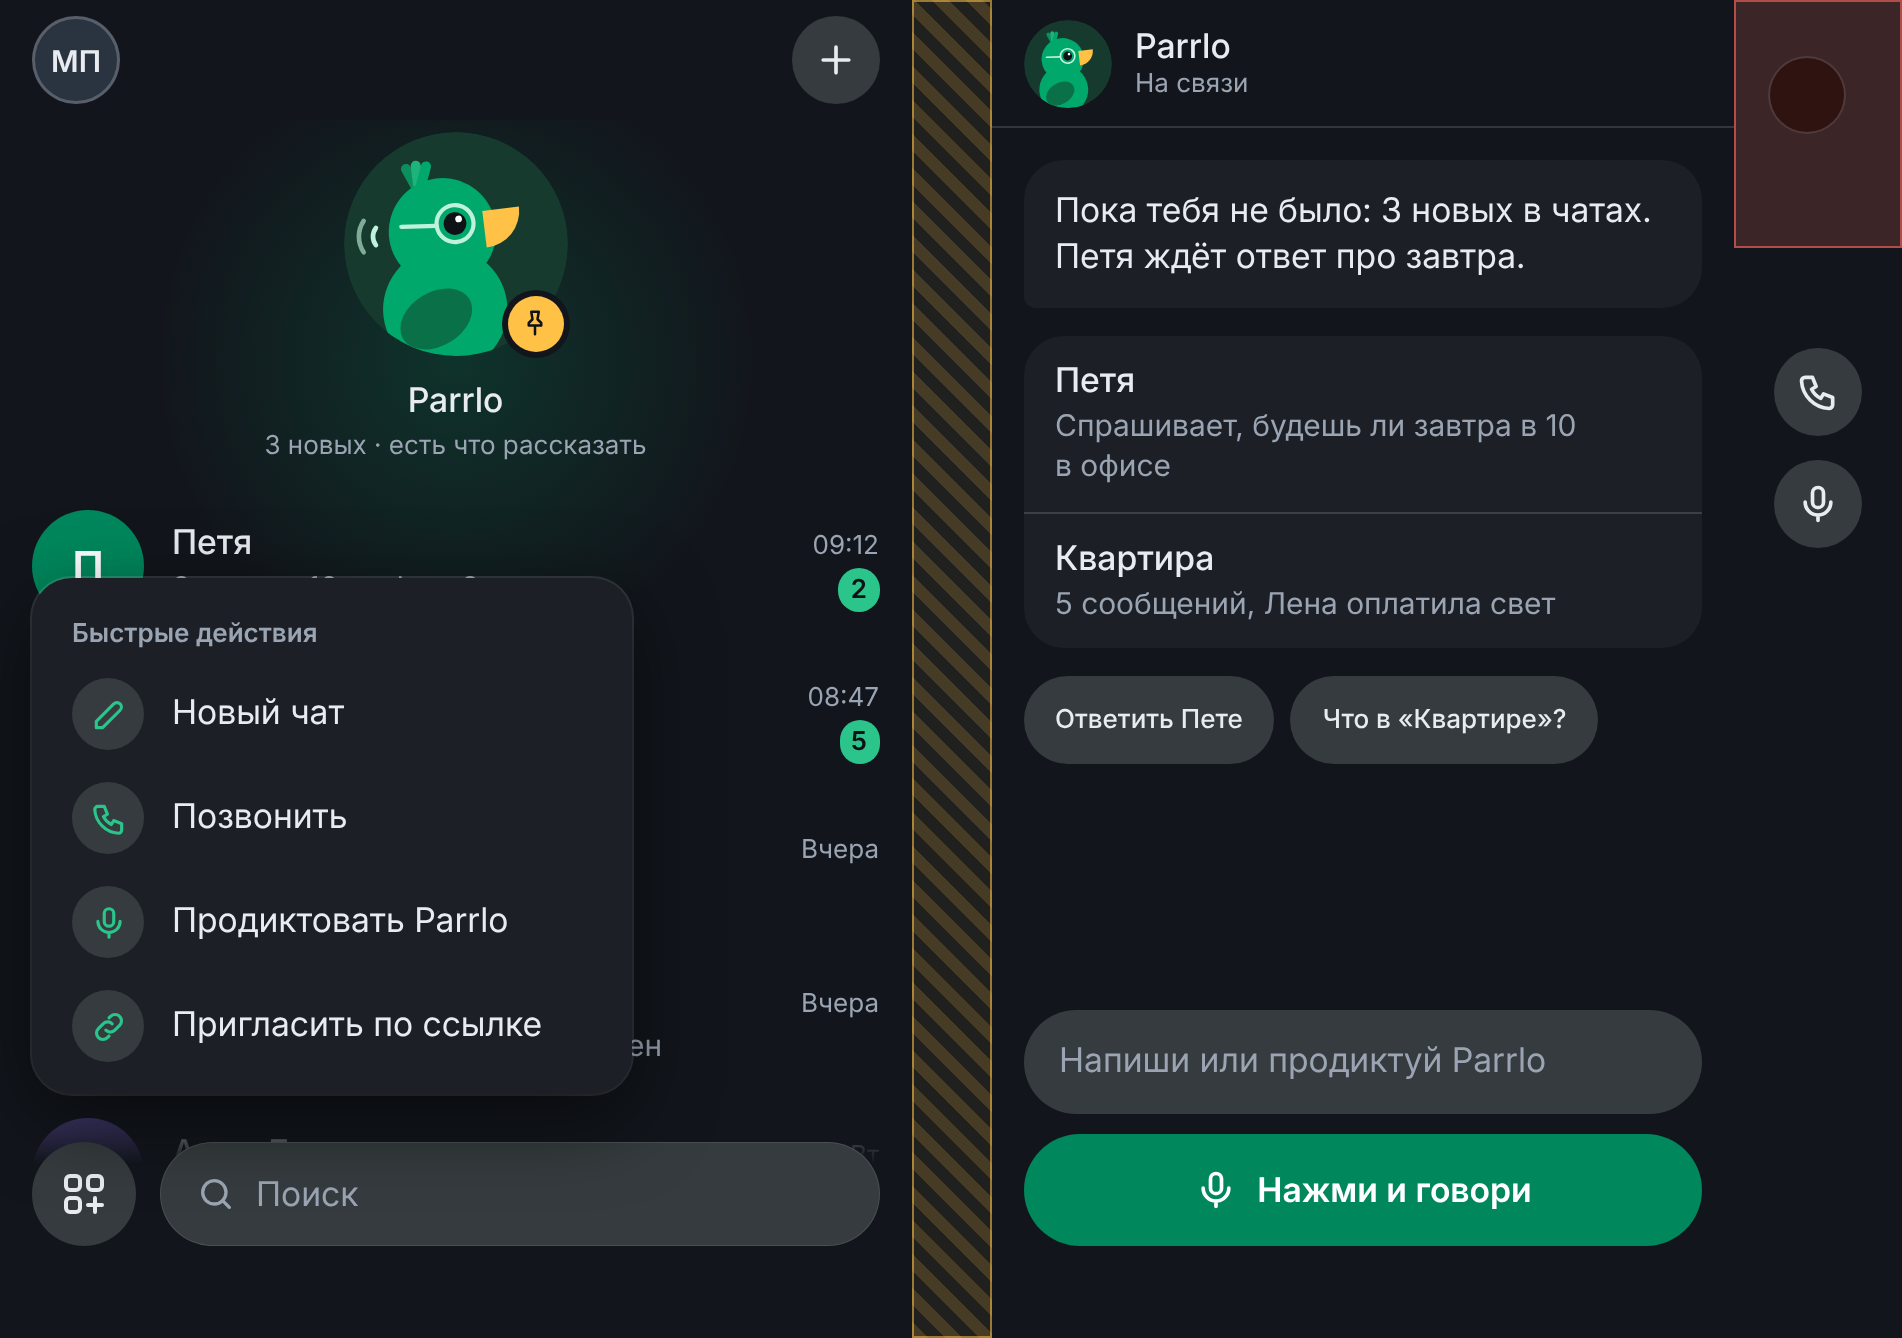 МП
Parrlo
3 новых · есть что рассказать
Петя
09:12
2
П
08:47
5
Вчера
Вчера
ен
Быстрые действия
Новый чат
Позвонить
Продиктовать Parrlo
Пригласить по ссылке
Поиск
Parrlo
На связи
Пока тебя не было: 3 новых в чатах.
Петя ждёт ответ про завтра.
Петя
Спрашивает, будешь ли завтра в 10
в офисе
Квартира
5 сообщений, Лена оплатила свет
Ответить Пете
Что в «Квартире»?
Напиши или продиктуй Parrlo
Нажми и говори